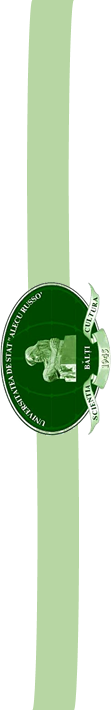 UNIVERSITATEA DE STAT "ALECU RUSSO"
BĂLȚI
SCIENTIA CULTURA
1945